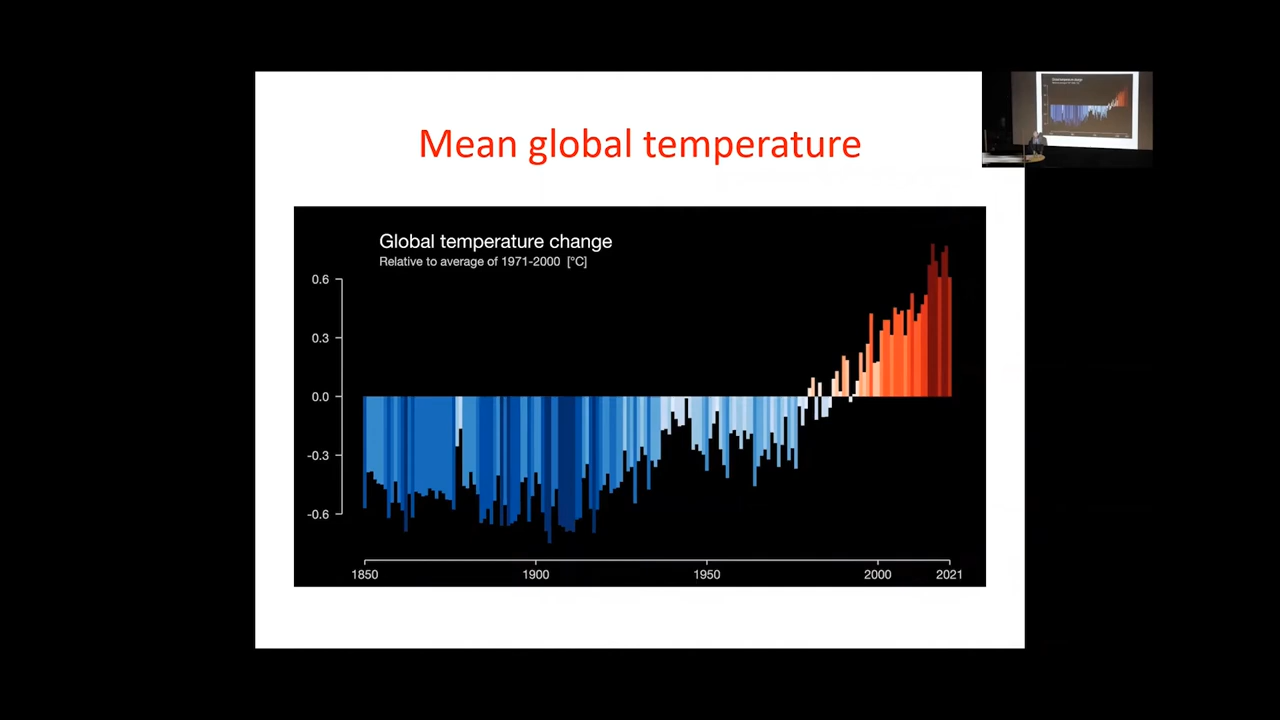 Mean global temperature
Global temperature change
Relative to average of 1971-2000 [°C]
0.6
0.3
0.0
-0.3
-0.6
1850 1900 1950 2000 2021